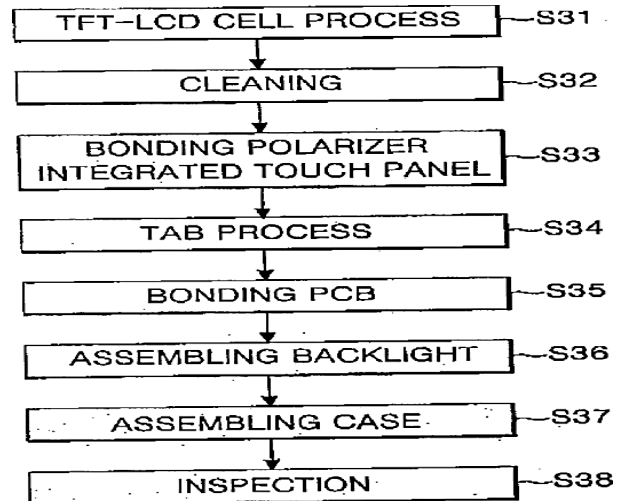 TFT-LCD CELL PROCESS S31
CLEANING S32
BONDING POLARIZER
INTEGRATED TOUCH PANEL S33
TAB PROCESS S34
BONDING PCB S35
ASSEMBLING BACKLIGHT S36
ASSEMBLING CASE S37
INSPECTION S38